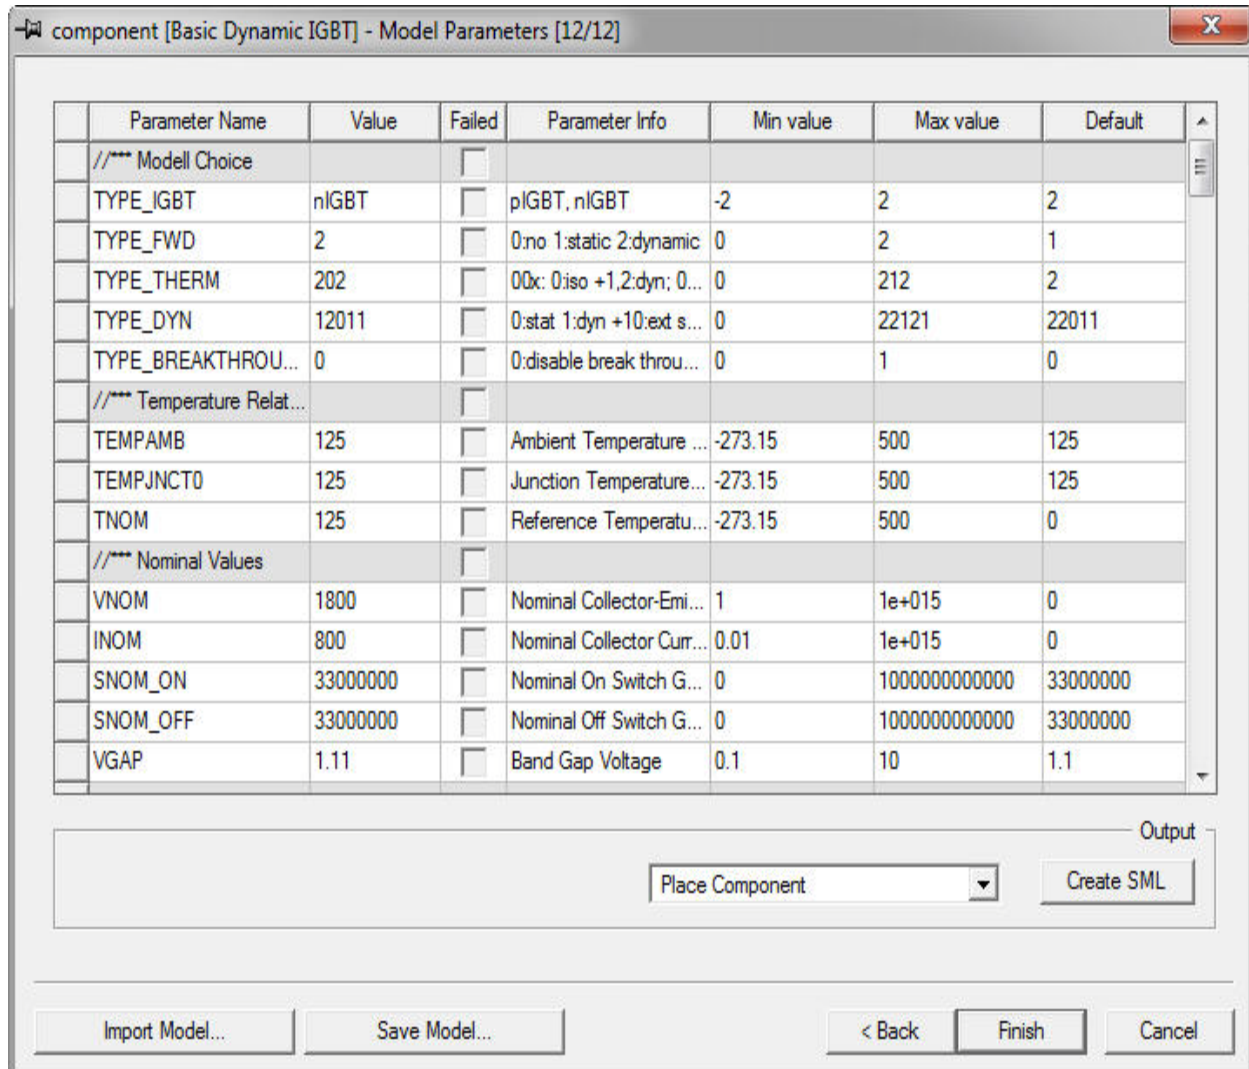 component [Basic Dynamic IGBT] - Model Parameters [12/12]
Parameter Name Value Failed Parameter Info Min value Max value Default
//*** Modell Choice
TYPE_IGBT nIGBT pIGBT, nIGBT -2 2 2
TYPE_FWD 2 0:no 1:static 2:dynamic 0 2 1
TYPE_THERM 202 00x: 0:iso +1,2:dyn; 0... 0 212 2
TYPE_DYN 12011 0:stat 1:dyn +10:ext s... 0 22121 22011
TYPE_BREAKTHROU... 0 0:disable break throu... 0 1 0
//*** Temperature Relat...
TEMPAMB 125 Ambient Temperature ... -273.15 500 125
TEMPJNCT0 125 Junction Temperature... -273.15 500 125
TNOM 125 Reference Temperatu... -273.15 500 0
//*** Nominal Values
VNOM 1800 Nominal Collector-Emi... 1 1e+015 0
INOM 800 Nominal Collector Curr... 0.01 1e+015 0
SNOM_ON 33000000 Nominal On Switch G... 0 1000000000000 33000000
SNOM_OFF 33000000 Nominal Off Switch G... 0 1000000000000 33000000
VGAP 1.11 Band Gap Voltage 0.1 10 1.1
Output
Place Component Create SML
Import Model... Save Model... < Back Finish Cancel